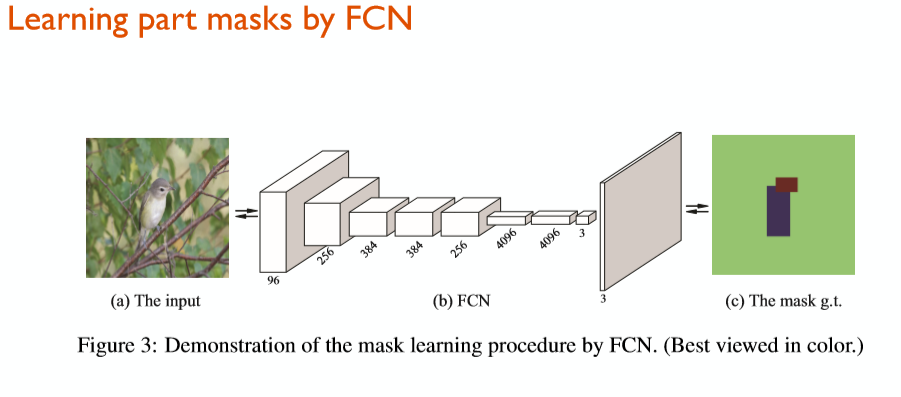 Learning part masks by FCN
96
256
384
384
256
4096
4096
3
3
(a) The input
(b) FCN
(c) The mask g.t.
Figure 3: Demonstration of the mask learning procedure by FCN. (Best viewed in color.)